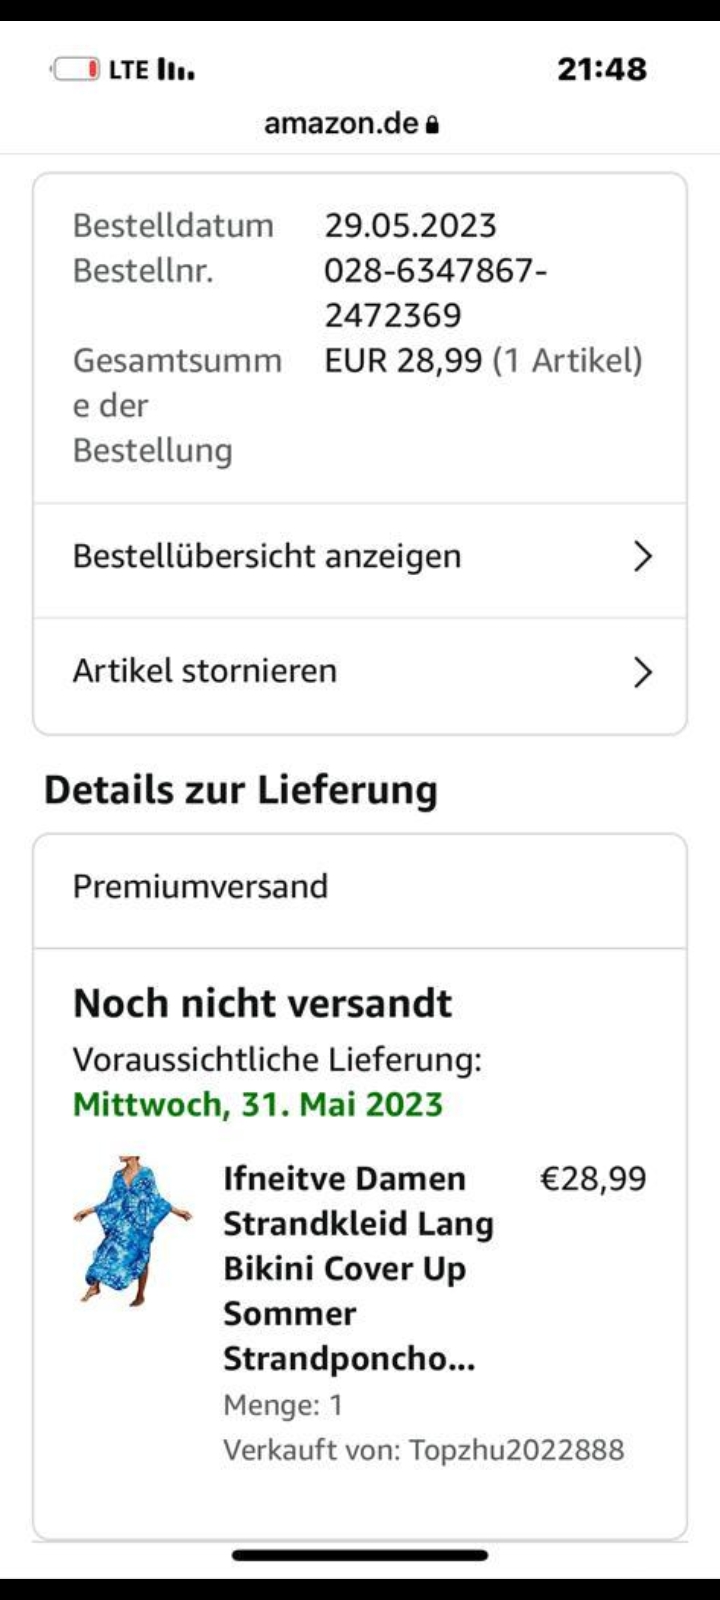 LTE 21:48
amazon.de
Bestelldatum 29.05.2023
Bestellnr. 028-6347867-
2472369
Gesamtsumm EUR 28,99 (1 Artikel)
e der
Bestellung
Bestellübersicht anzeigen
Artikel stornieren
Details zur Lieferung
Premiumversand
Noch nicht versandt
Voraussichtliche Lieferung:
Mittwoch, 31. Mai 2023
Ifneitve Damen €28,99
Strandkleid Lang
Bikini Cover Up
Sommer
Strandponcho...
Menge: 1
Verkauft von: Topzhu2022888